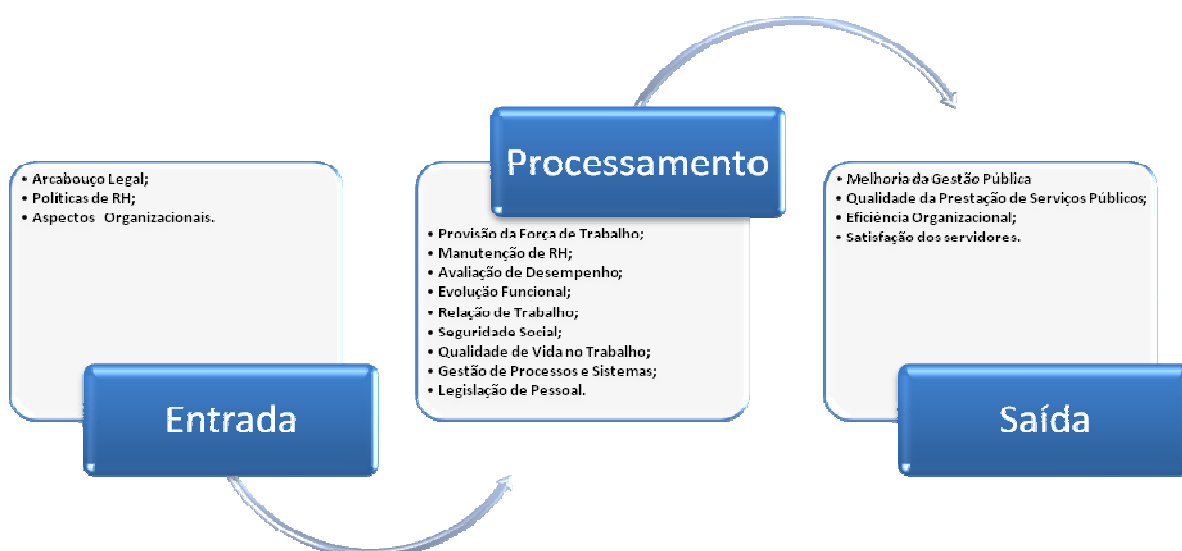 • Arcabouço Legal;
• Políticas de RH;
• Aspectos Organizacionais.
Entrada
Processamento
• Provisão da Força de Trabalho;
• Manutenção de RH;
• Avaliação de Desempenho;
• Evolução Funcional;
• Relação de Trabalho;
• Seguridade Social;
• Qualidade de Vida no Trabalho;
• Gestão de Processos e Sistemas;
• Legislação de Pessoal.
• Melhoria da Gestão Pública
• Qualidade da Prestação de Serviços Públicos;
• Eficiência Organizacional;
• Satisfação dos servidores.
Saída